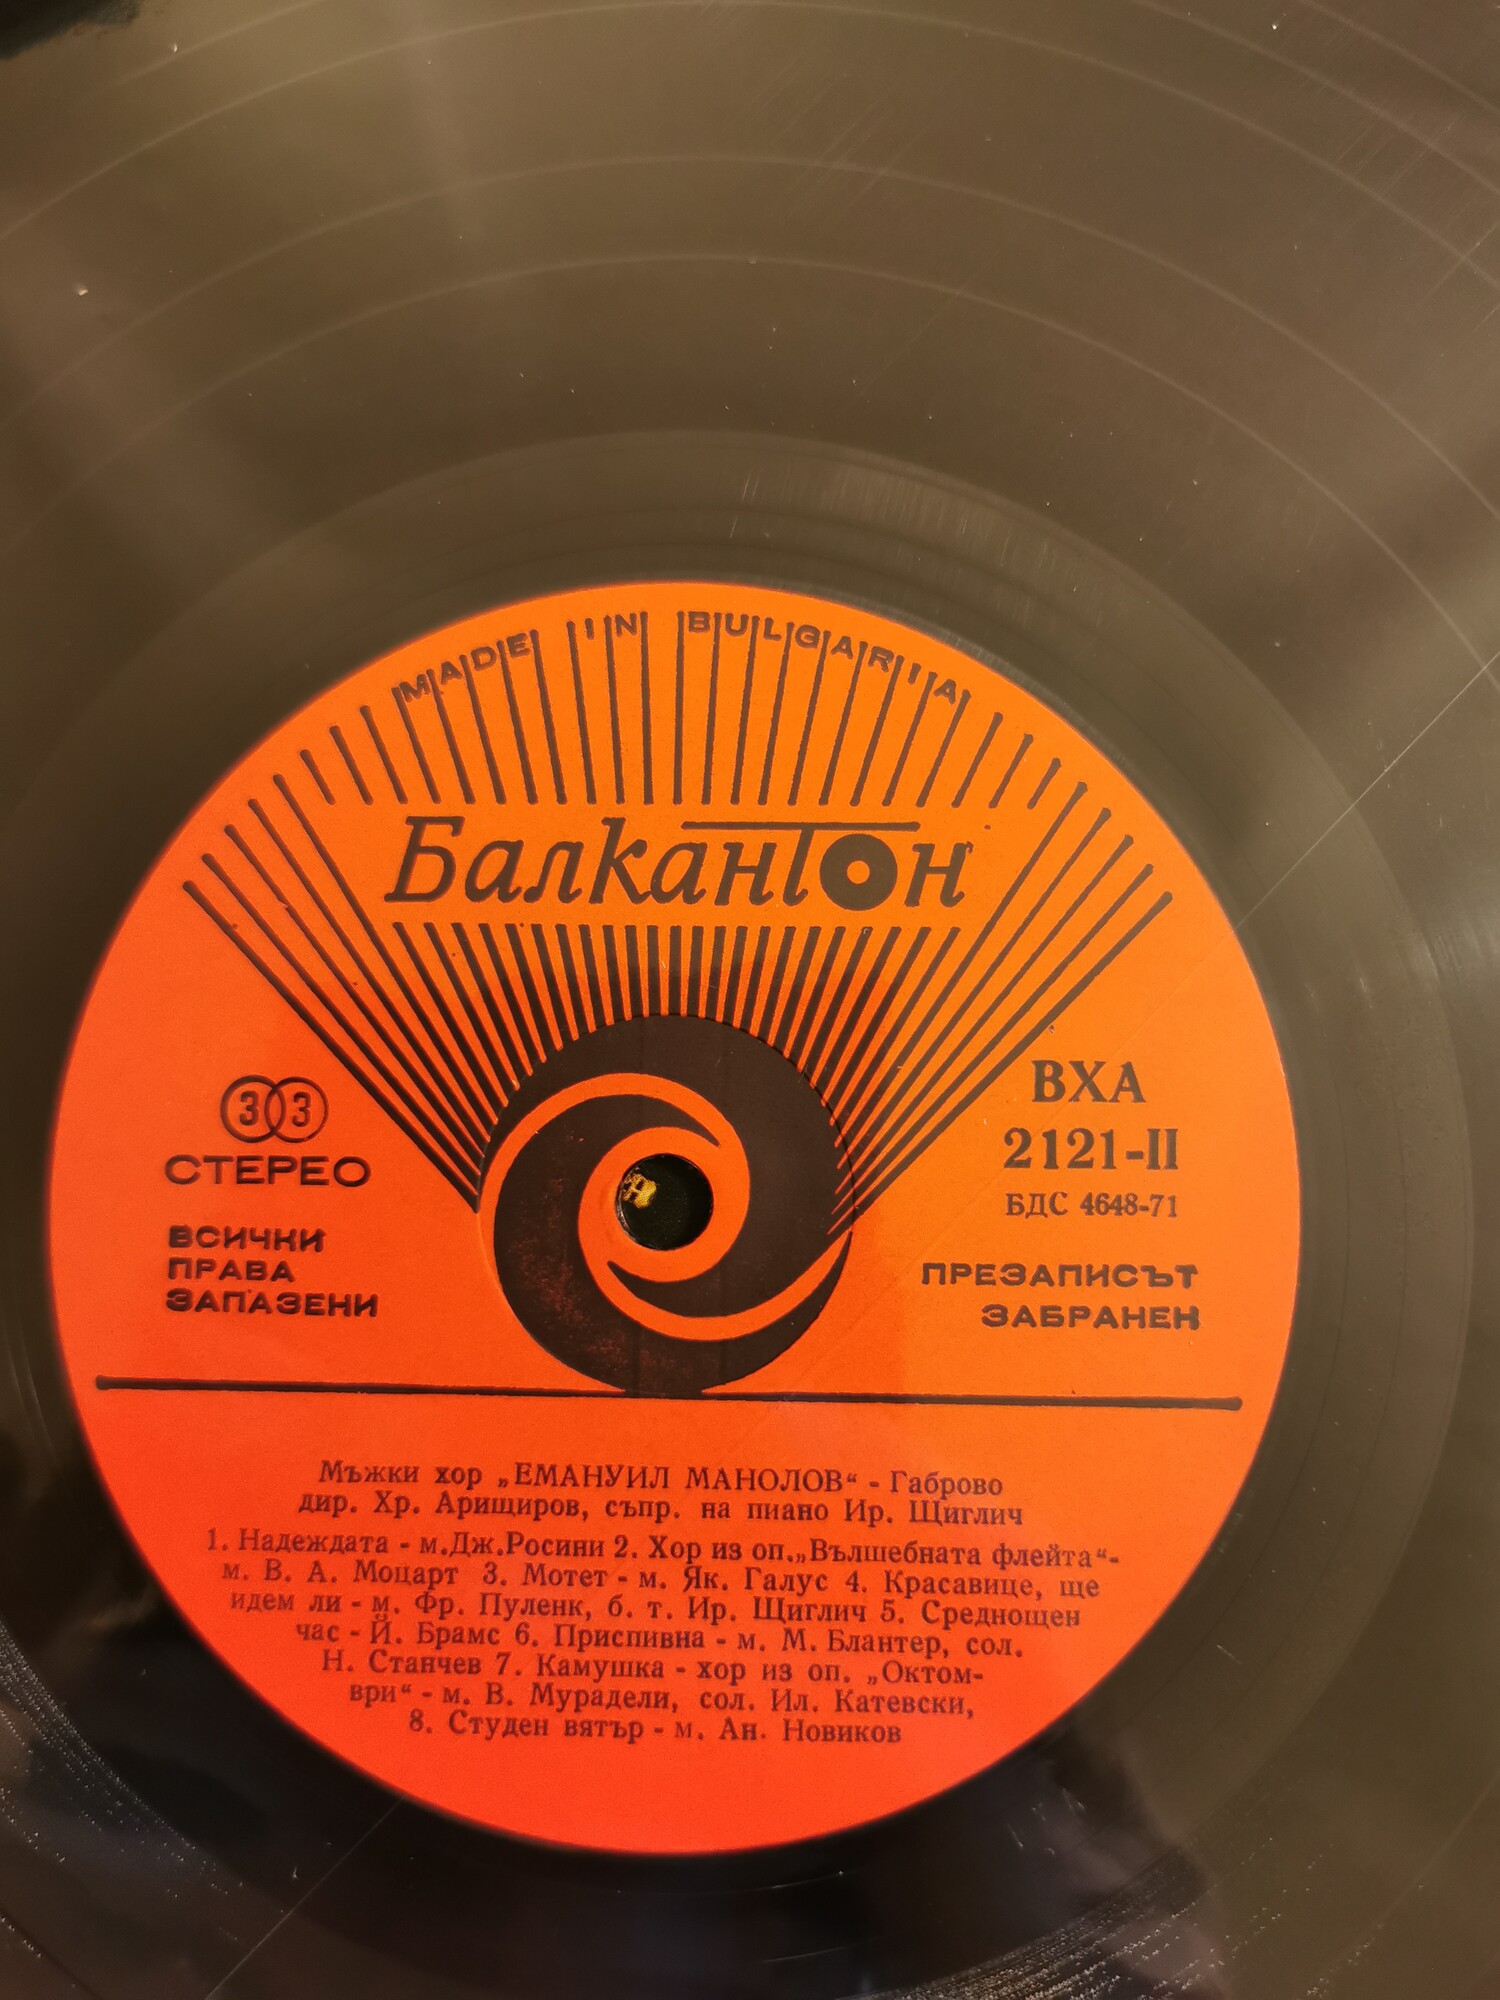 MADE IN BULGARIA
Балкантон
33
СТЕРЕО
ВСИЧКИ
ПРАВА
ЗАПАЗЕНИ
ВХА
2121-II
БДС 4648-71
ПРЕЗАПИСЪТ
ЗАБРАНЕН
Мъжки хор „ЕМАНУИЛ МАНОЛОВ“ - Габрово
дир. Хр. Арищиров, съпр. на пиано Ир. Щиглич
1. Надеждата - м.Дж.Росини 2. Хор из оп.„Вълшебната флейта“-
м. В. А. Моцарт 3. Мотет - м. Як. Галус 4. Красавице, ще
идем ли - м. Фр. Пуленк, б. т. Ир. Щиглич 5. Среднощен
час - Й. Брамс 6. Приспивна - м. М. Блантер, сол.
Н. Станчев 7. Камушка - хор из оп. „Октом-
ври“ - м. В. Мурадели, сол. Ил. Катевски,
8. Студен вятър - м. Ан. Новиков